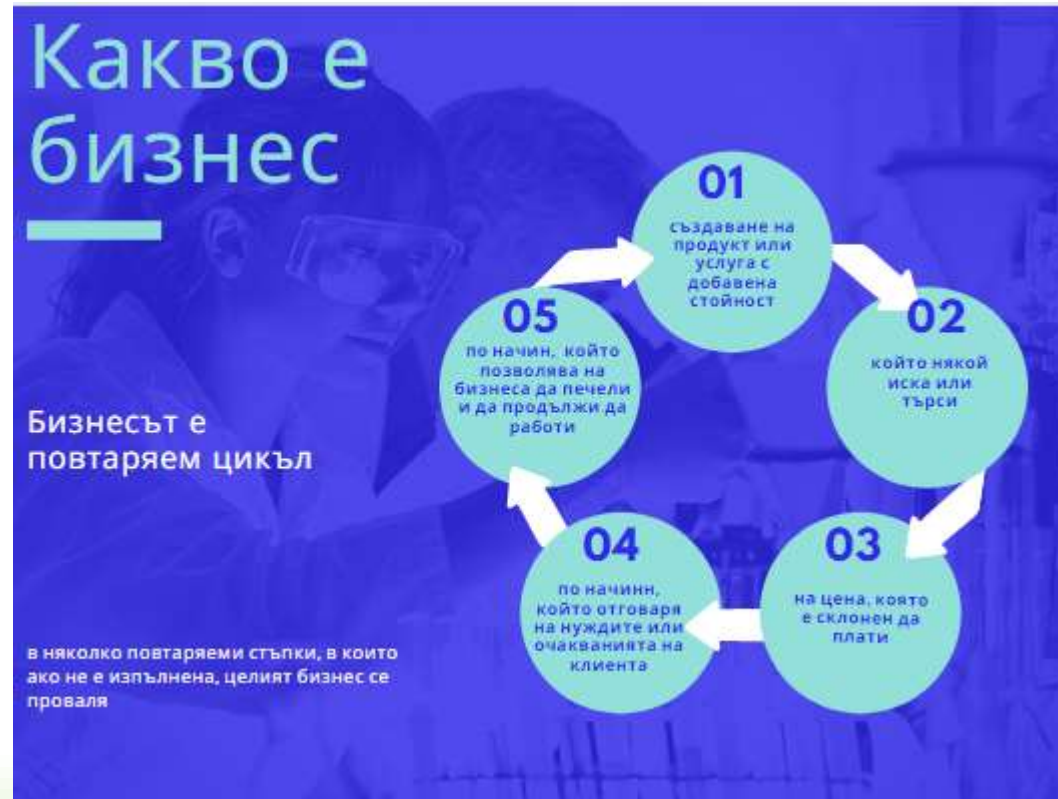 Какво е
бизнес
Бизнесът е
повтаряем цикъл
в няколко повтаряеми стъпки, в които
ако не е изпълнена, целият бизнес се
проваля
01
създаване на
продукт или
услуга с
добавена
стойност
02
който някой
иска или
търси
03
на цена, която
е склонен да
плати
04
по начинн,
който отговаря
на нуждите или
очакванията на
клиента
05
по начин, който
позволява на
бизнеса да печели
и да продължи да
работи